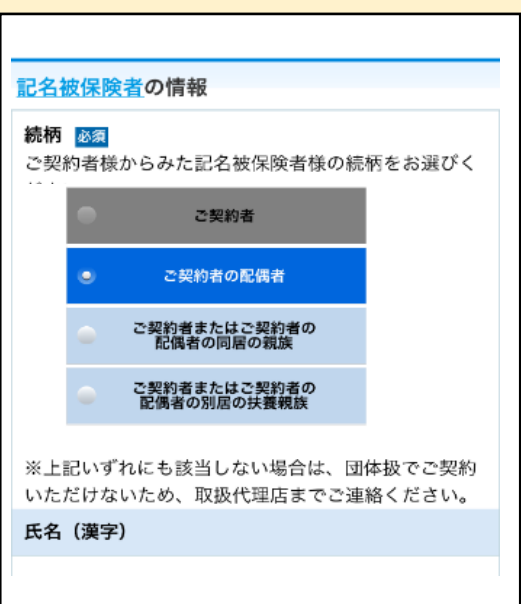 記名被保険者の情報
続柄 必須
ご契約者様からみた記名被保険者様の続柄をお選びく
ご契約者
ご契約者の配偶者
ご契約者またはご契約者の
配偶者の同居の親族
ご契約者またはご契約者の
配偶者の別居の扶養親族
※上記いずれにも該当しない場合は、団体扱でご契約
いただけないため、取扱代理店までご連絡ください。
氏名（漢字）